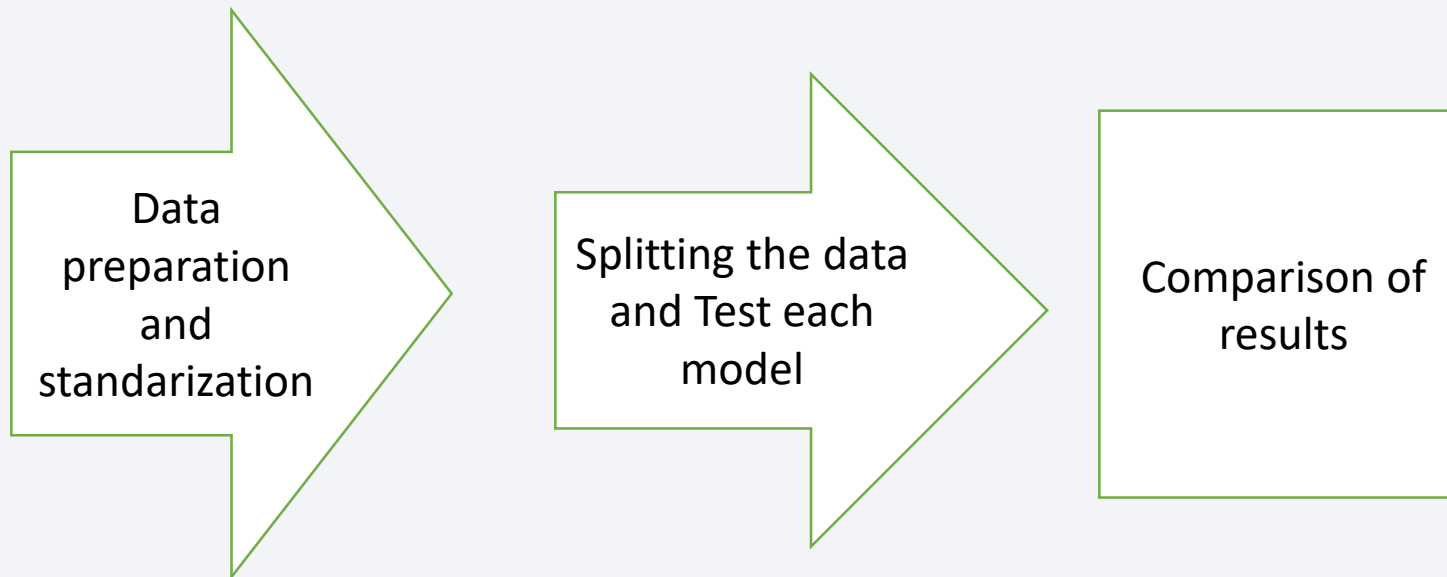 Data
preparation
and
standarization
Splitting the data
and Test each
model
Comparison of
results